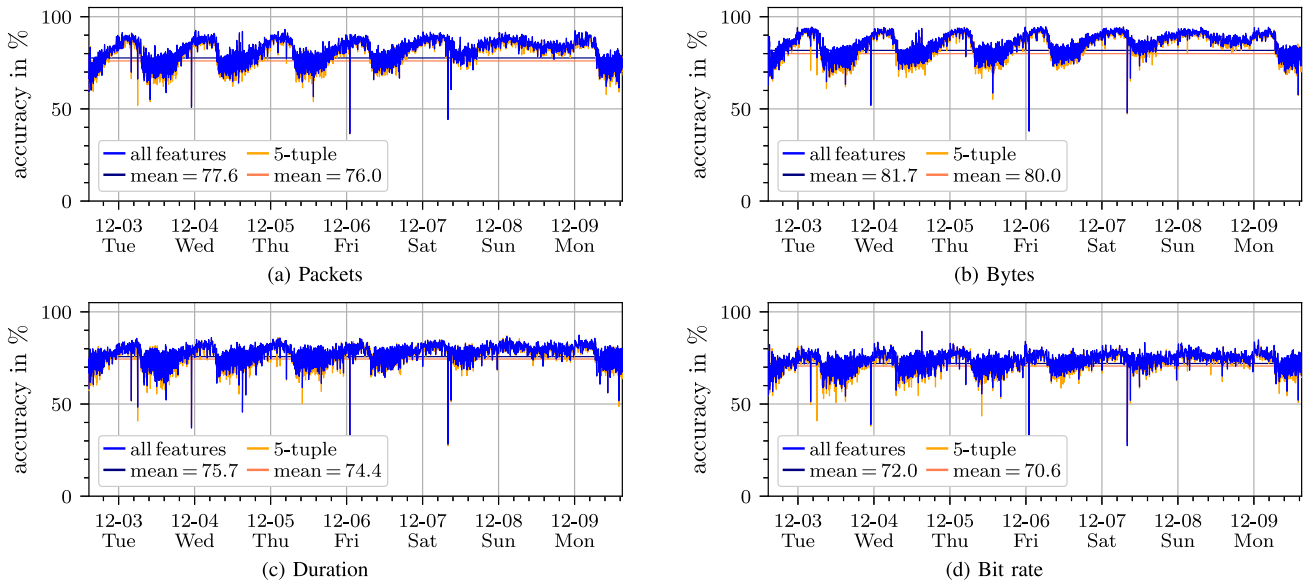 100
50
0
accuracy in %
all features
5-tuple
mean = 77.6
mean = 76.0
12-03 12-04 12-05 12-06 12-07 12-08 12-09
Tue Wed Thu Fri Sat Sun Mon
(a) Packets
100
50
0
accuracy in %
all features
5-tuple
mean = 81.7
mean = 80.0
12-03 12-04 12-05 12-06 12-07 12-08 12-09
Tue Wed Thu Fri Sat Sun Mon
(b) Bytes
100
50
0
accuracy in %
all features
5-tuple
mean = 75.7
mean = 74.4
12-03 12-04 12-05 12-06 12-07 12-08 12-09
Tue Wed Thu Fri Sat Sun Mon
(c) Duration
100
50
0
accuracy in %
all features
5-tuple
mean = 72.0
mean = 70.6
12-03 12-04 12-05 12-06 12-07 12-08 12-09
Tue Wed Thu Fri Sat Sun Mon
(d) Bit rate